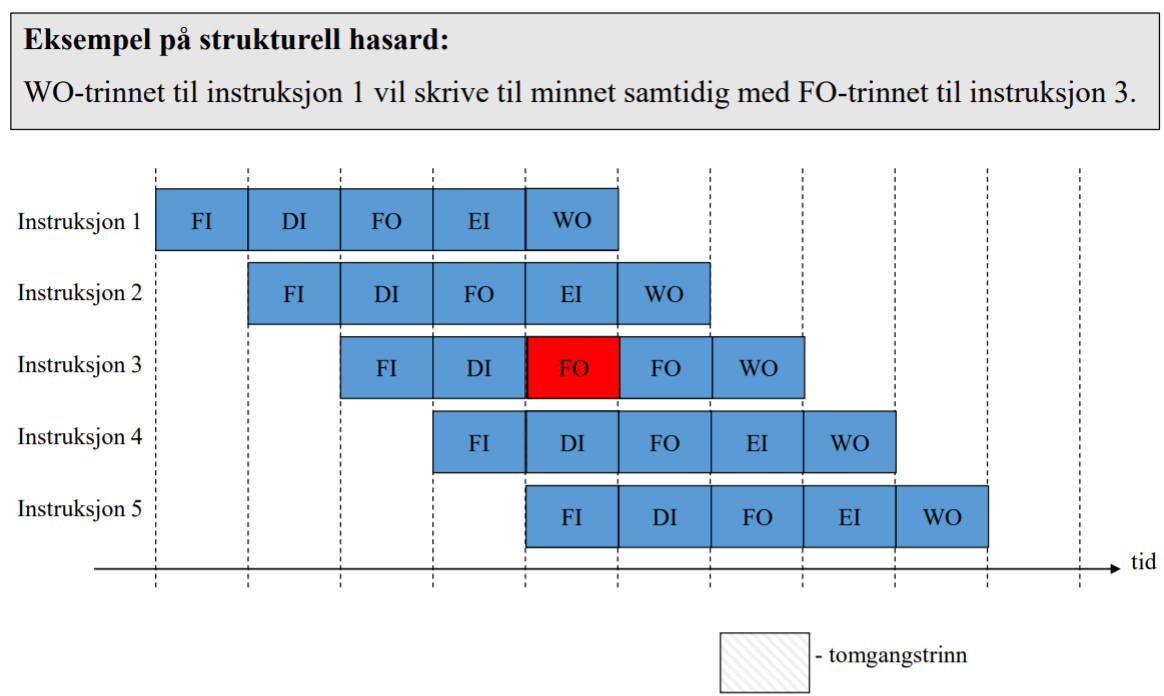 Eksempel på strukturell hasard:
WO-trinnet til instruksjon 1 vil skrive til minnet samtidig med FO-trinnet til instruksjon 3.
Instruksjon 1 FI DI FO EI WO
Instruksjon 2 FI DI FO EI WO
Instruksjon 3 FI DI FO FO WO
Instruksjon 4 FI DI FO EI WO
Instruksjon 5 FI DI FO EI WO
tid
- tomgangstrinn